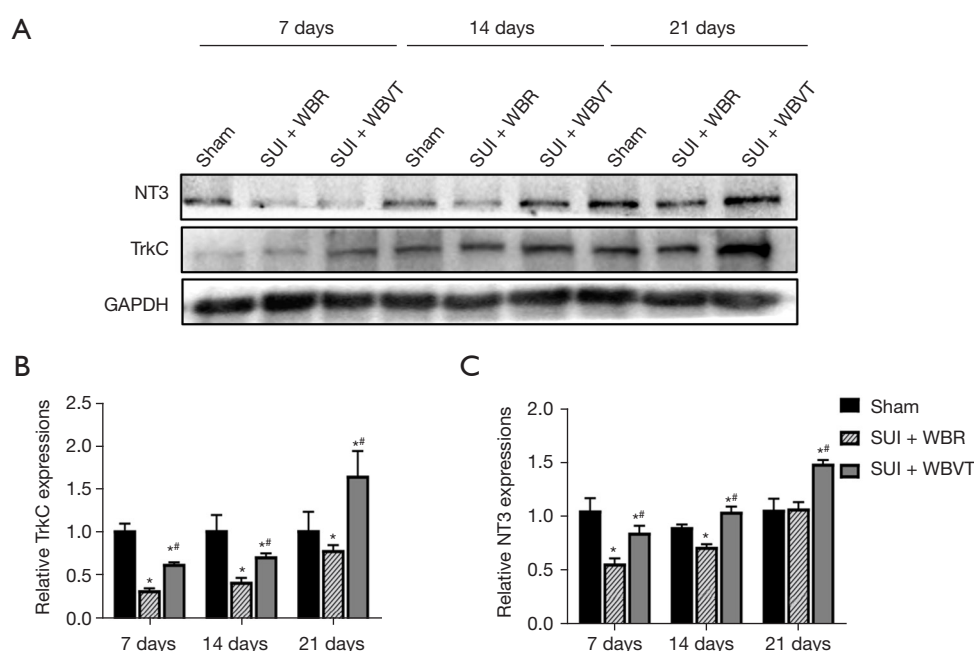 A
7 days 14 days 21 days
Sham SUI + WBR SUI + WBVT Sham SUI + WBR SUI + WBVT Sham SUI + WBR SUI + WBVT
NT3
TrkC
GAPDH
B
Relative TrkC expressions
2.5
2.0
1.5
1.0
0.5
0.0
* *# * *# * *#
7 days 14 days 21 days
C
Relative NT3 expressions
2.0
1.5
1.0
0.5
0.0
* *# * *# *#
7 days 14 days 21 days
Sham
SUI + WBR
SUI + WBVT